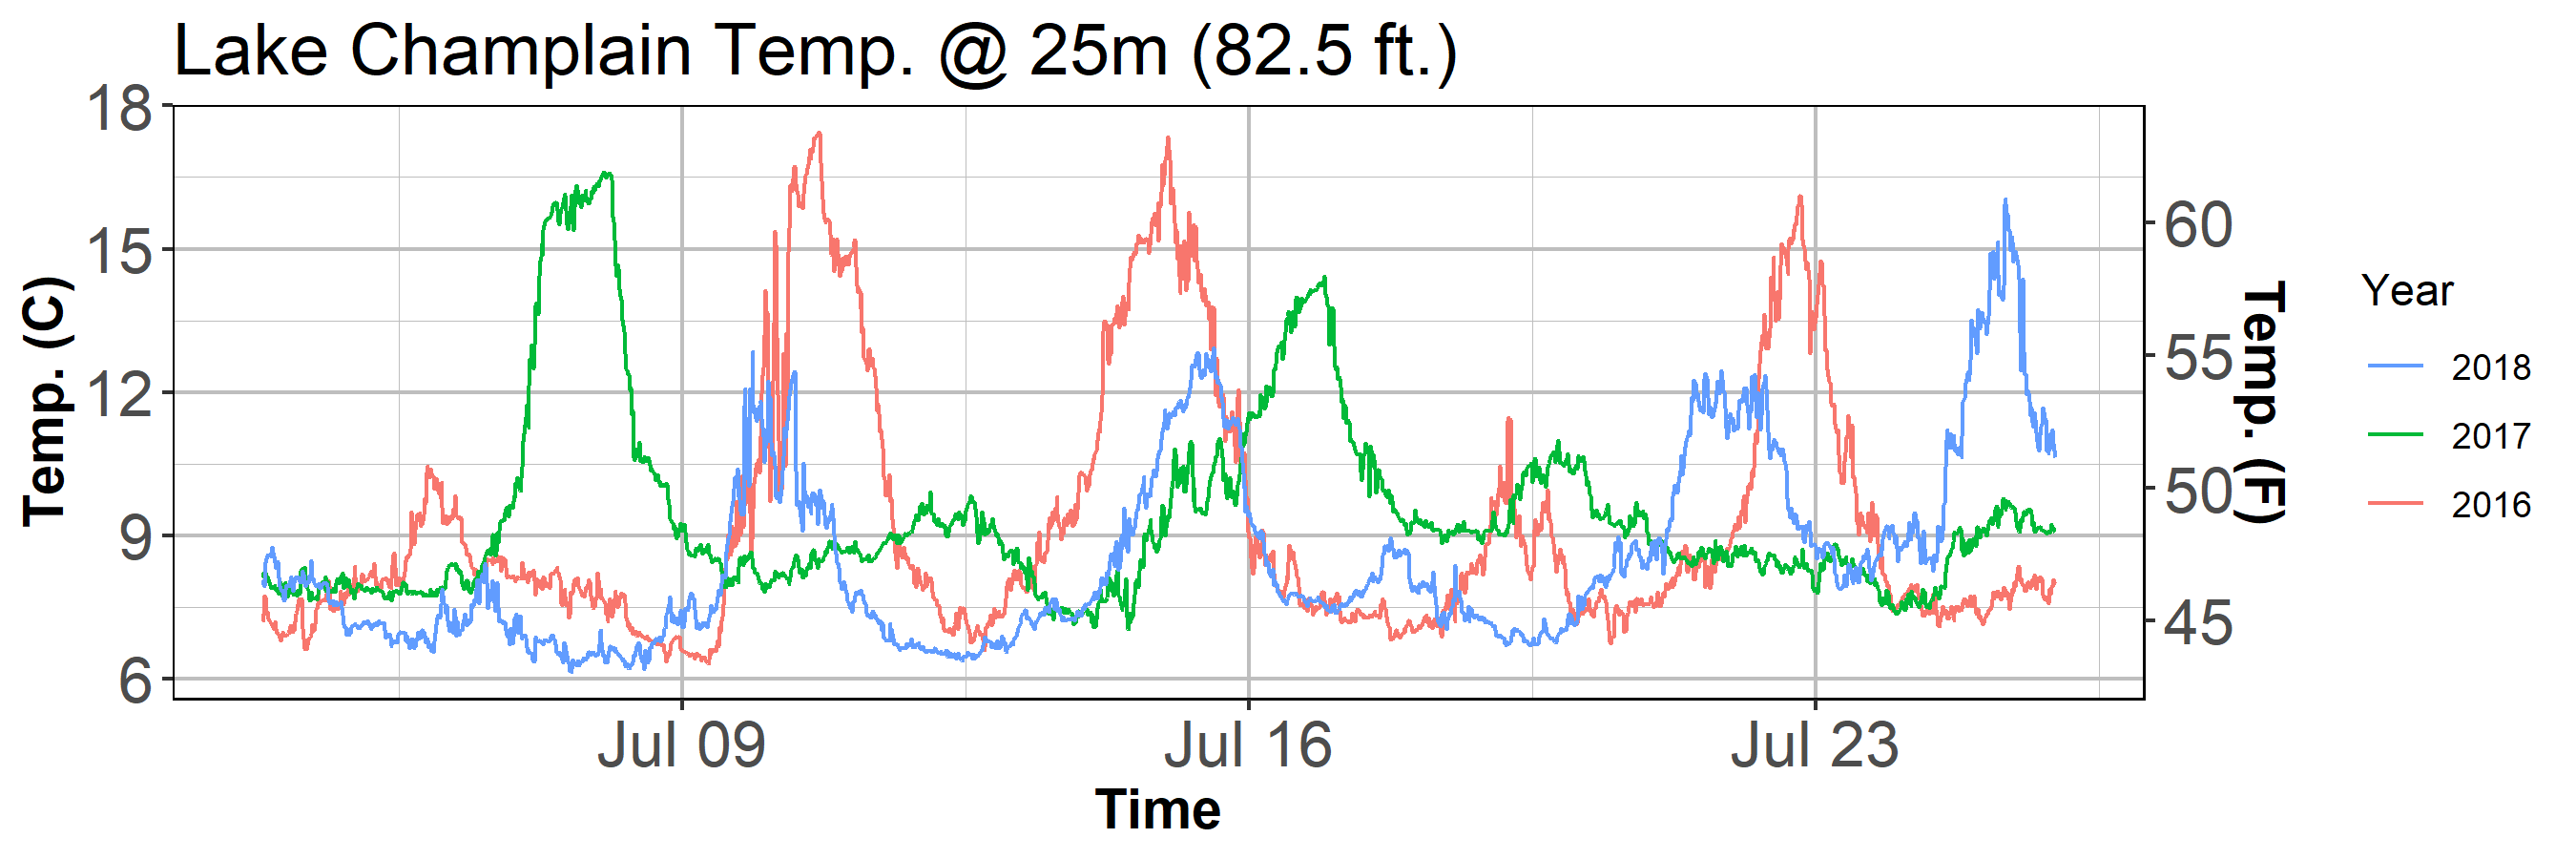 Lake Champlain Temp. @ 25m (82.5 ft.)
Temp. (C)
18
15
12
9
6
60
55
50
45
Temp. (F)
Jul 09
Jul 16
Jul 23
Time
Year
2018
2017
2016